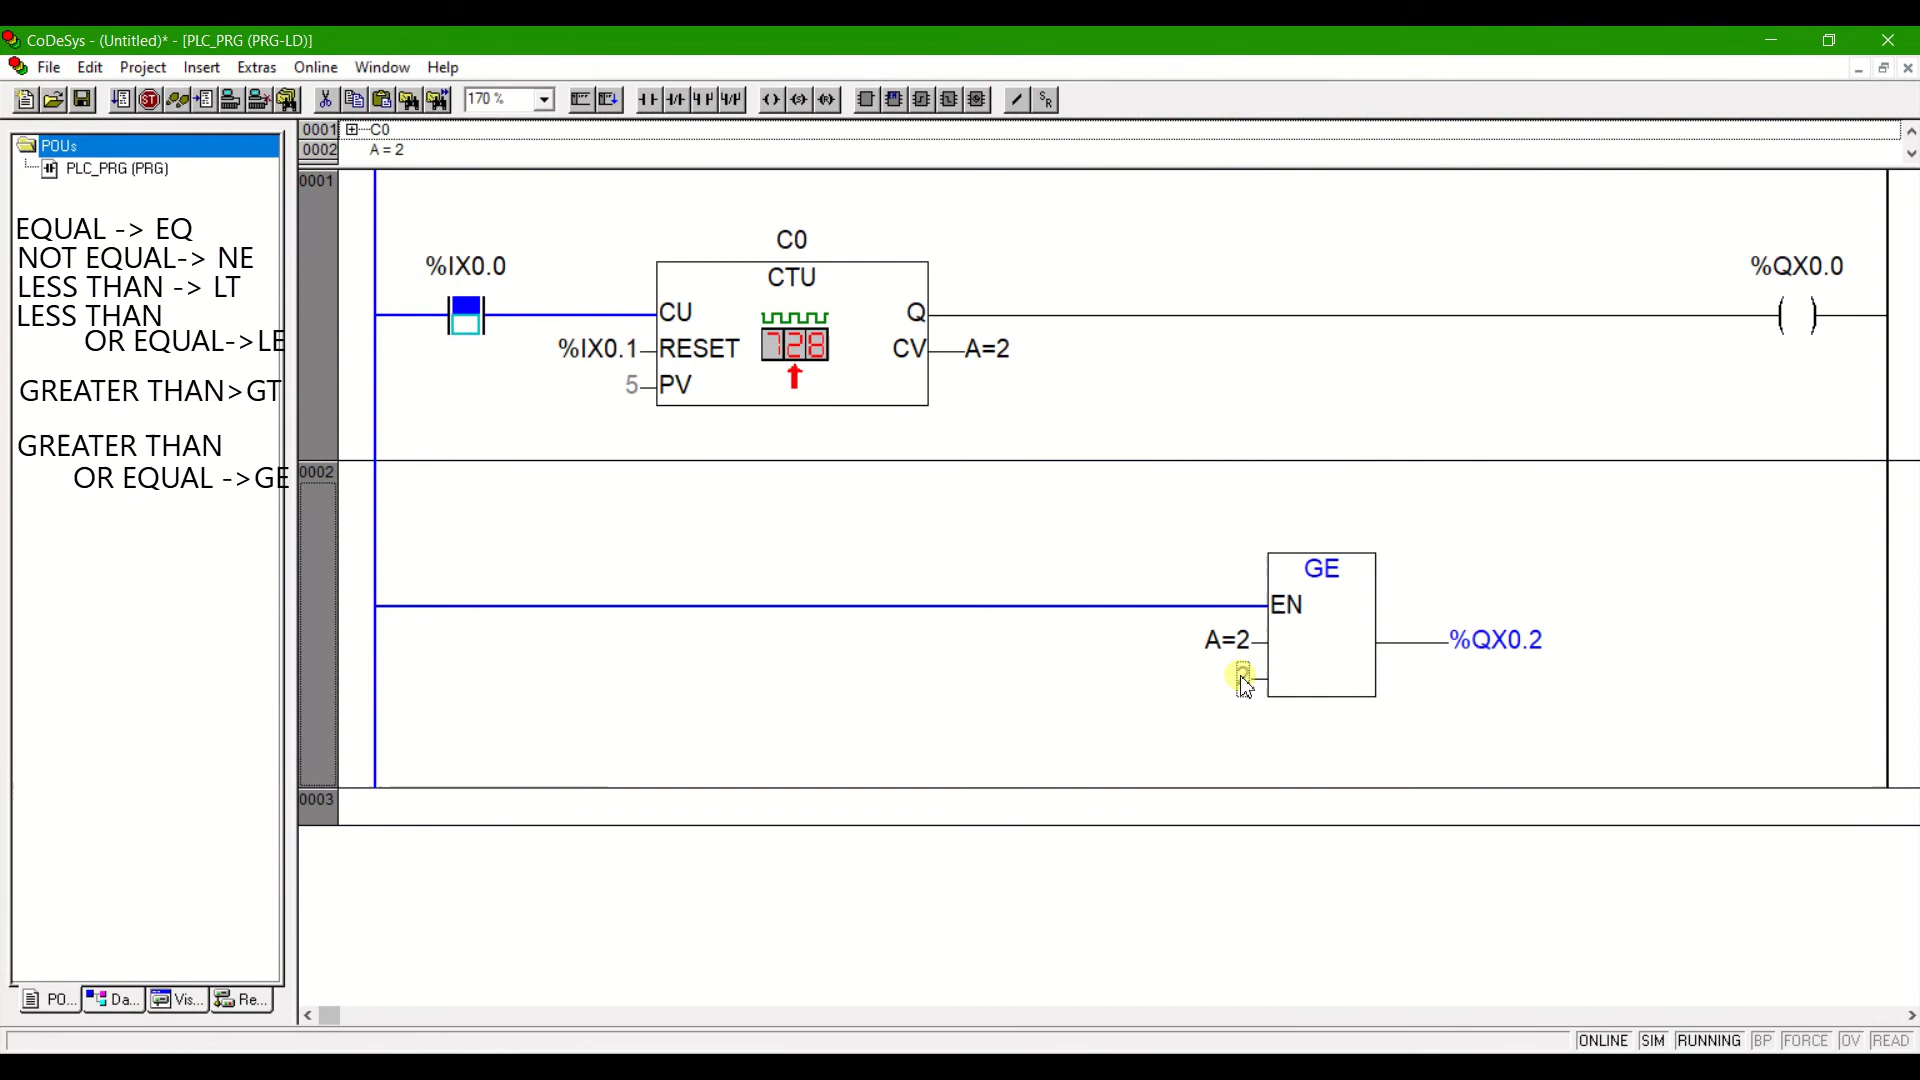 CoDeSys - (Untitled)* - [PLC_PRG (PRG-LD)]
File Edit Project Insert Extras Online Window Help
170 %
POUs
PLC_PRG (PRG)
EQUAL -> EQ
NOT EQUAL-> NE
LESS THAN -> LT
LESS THAN
OR EQUAL->LE
GREATER THAN>GT
GREATER THAN
OR EQUAL ->GE
PO... Da... Vis... Re...
0001 C0
0002 A = 2
0001
C0
%IX0.0 CTU %QX0.0
CU Q
%IX0.1 RESET 728 CV A=2
5 PV
0002
GE
EN
A=2 %QX0.2
0003
ONLINE SIM RUNNING BP FORCE OV READ